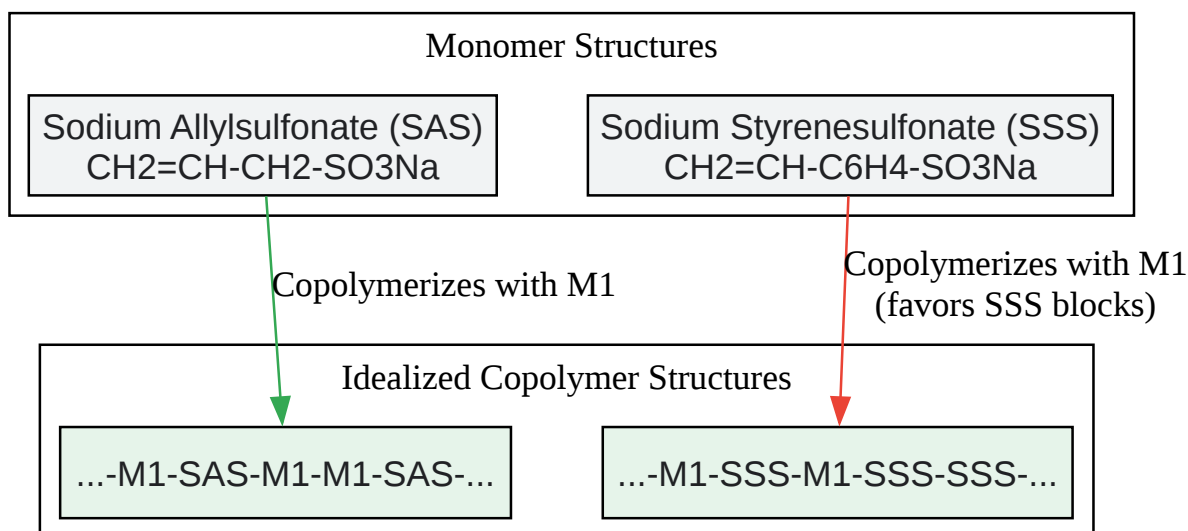 Monomer Structures
Sodium Allylsulfonate (SAS)
CH2=CH-CH2-SO3Na
Sodium Styrenesulfonate (SSS)
CH2=CH-C6H4-SO3Na
Copolymerizes with M1
Copolymerizes with M1
(favors SSS blocks)
Idealized Copolymer Structures
...-M1-SAS-M1-M1-SAS-...
...-M1-SSS-M1-SSS-SSS-...